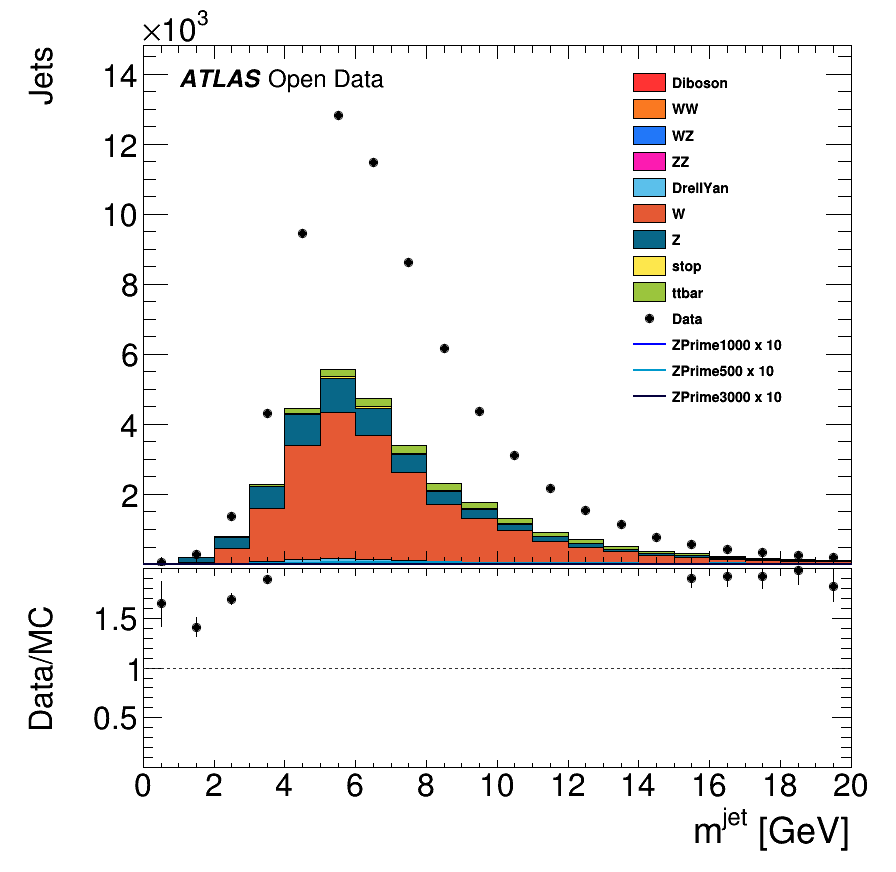 ×10³
Jets
ATLAS Open Data
14
12
10
8
6
4
2
Diboson
WW
WZ
ZZ
DrellYan
W
Z
stop
ttbar
Data
ZPrime1000 x 10
ZPrime500 x 10
ZPrime3000 x 10
Data/MC
1.5
1
0.5
0 2 4 6 8 10 12 14 16 18 20
m^jet [GeV]